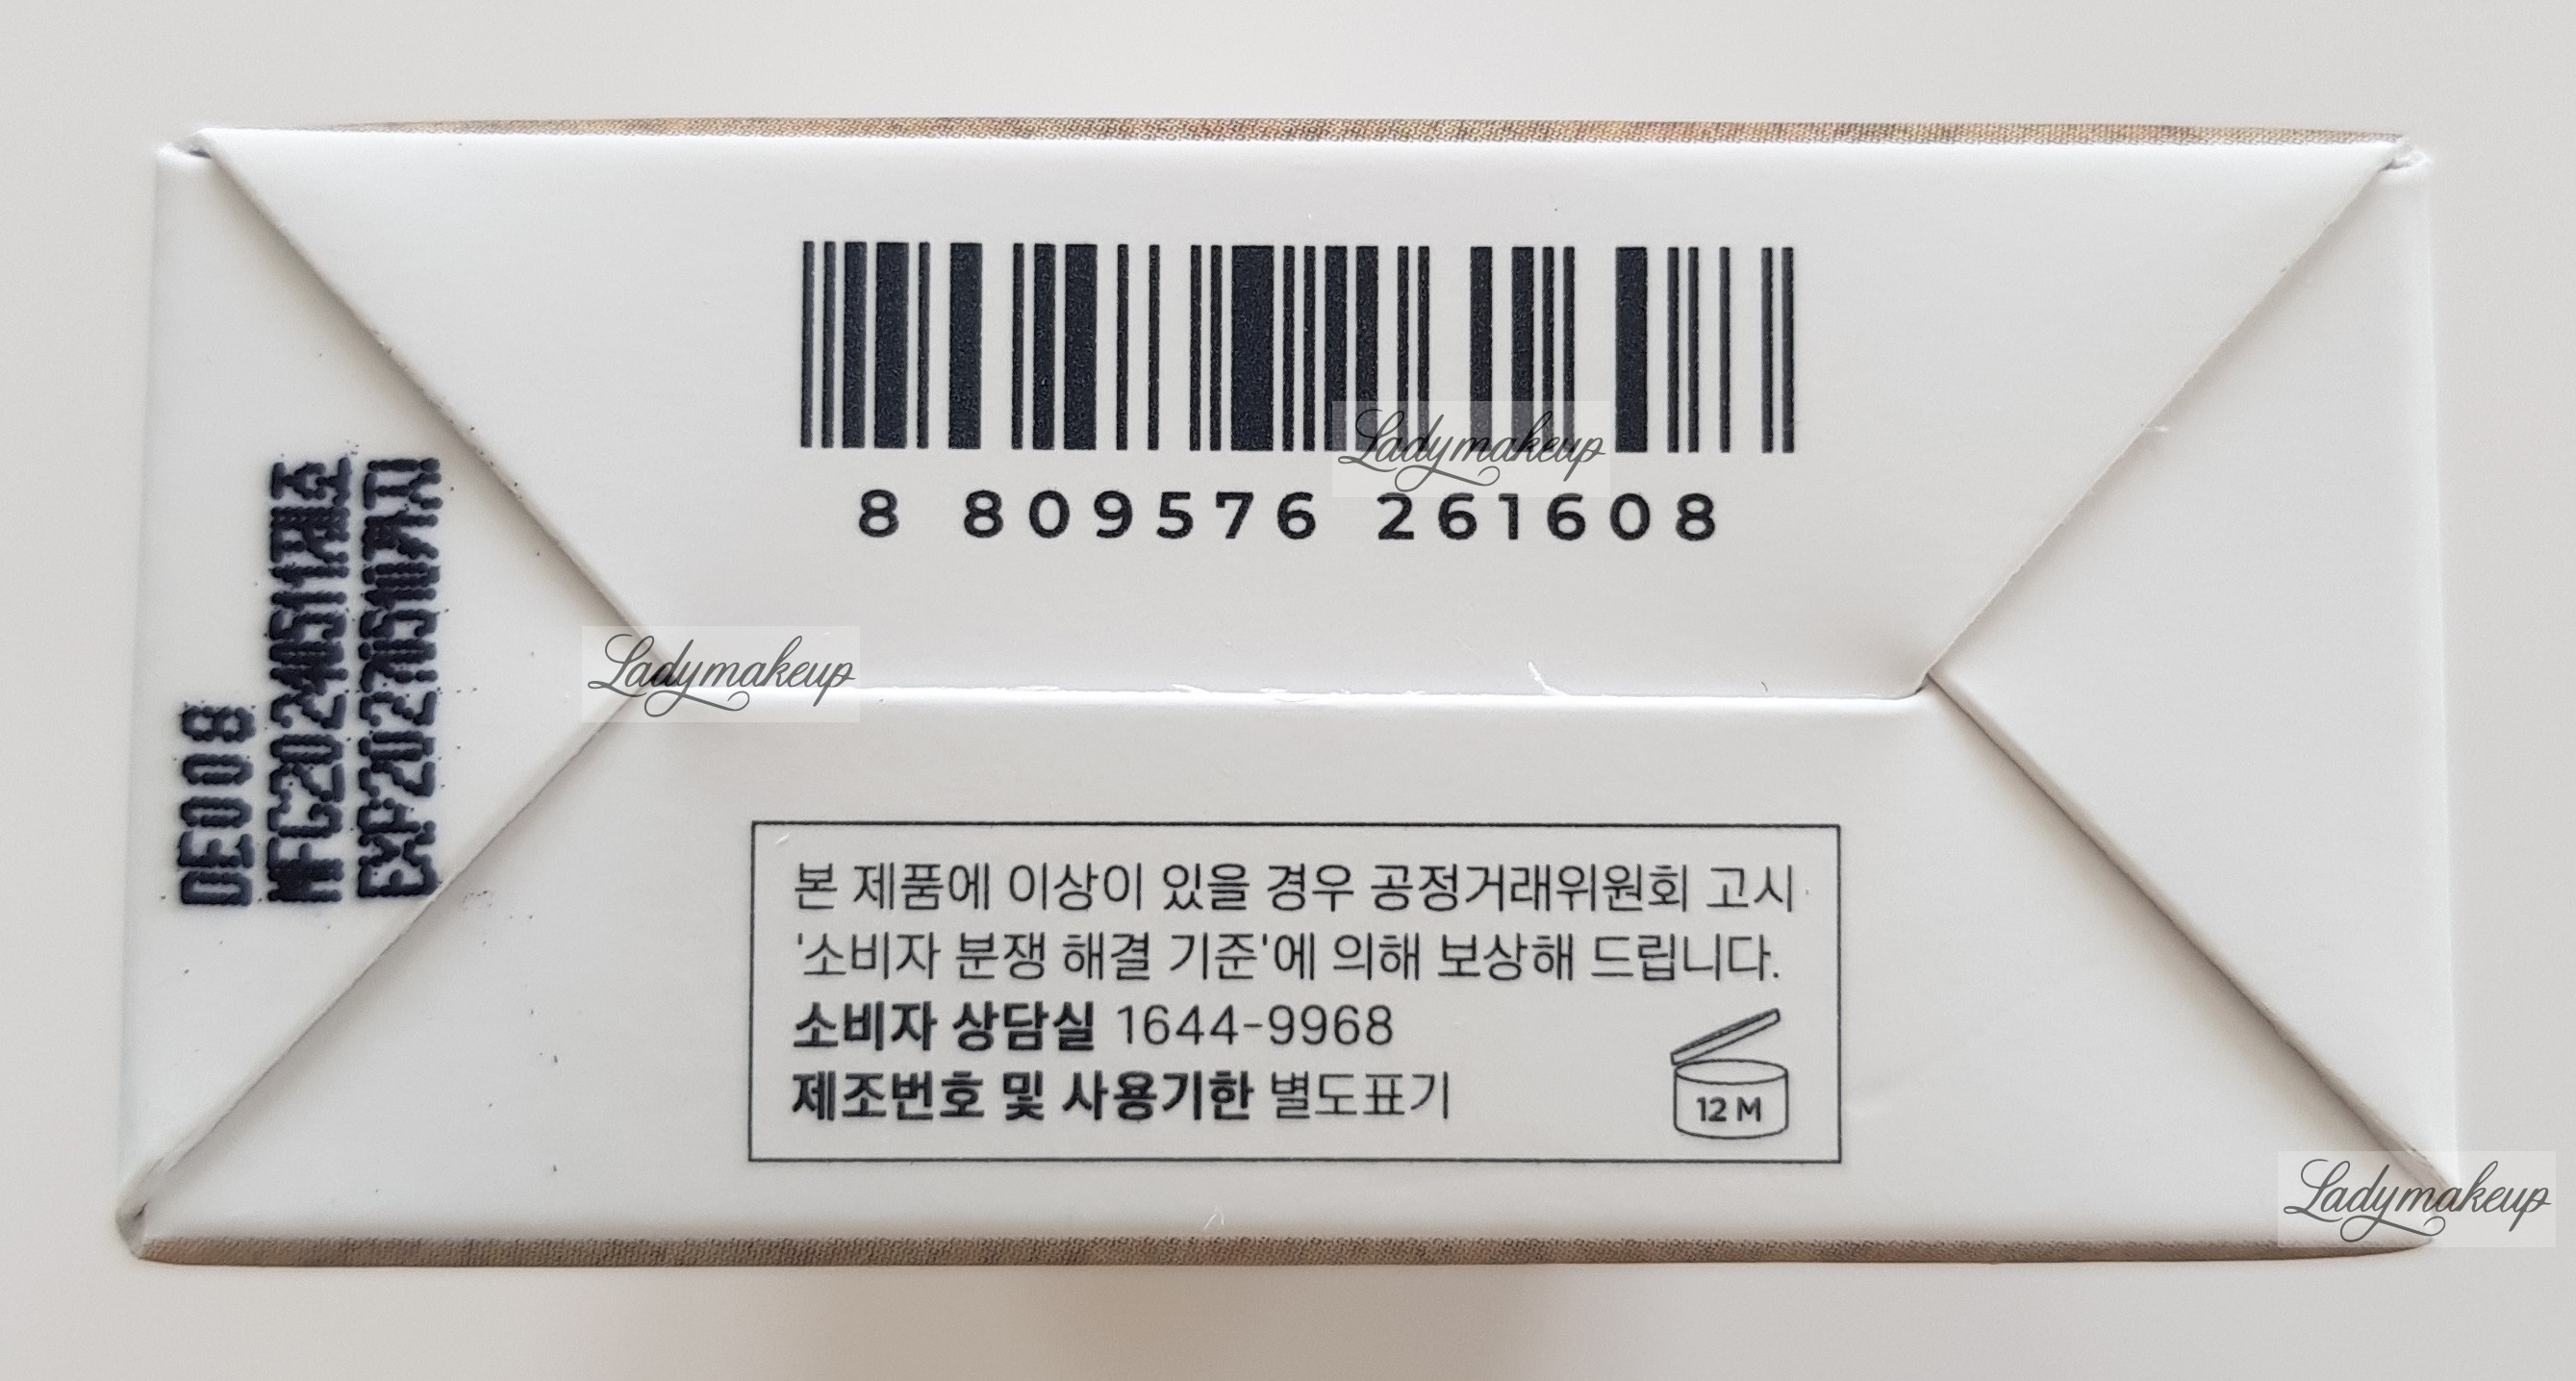 8 809576 261608
Ladymakeup
Ladymakeup
DE008
MFG20240511제조
EXP20270510까지
본 제품에 이상이 있을 경우 공정거래위원회 고시
'소비자 분쟁 해결 기준'에 의해 보상해 드립니다.
소비자 상담실 1644-9968
제조번호 및 사용기한 별도표기
12 M
Ladymakeup